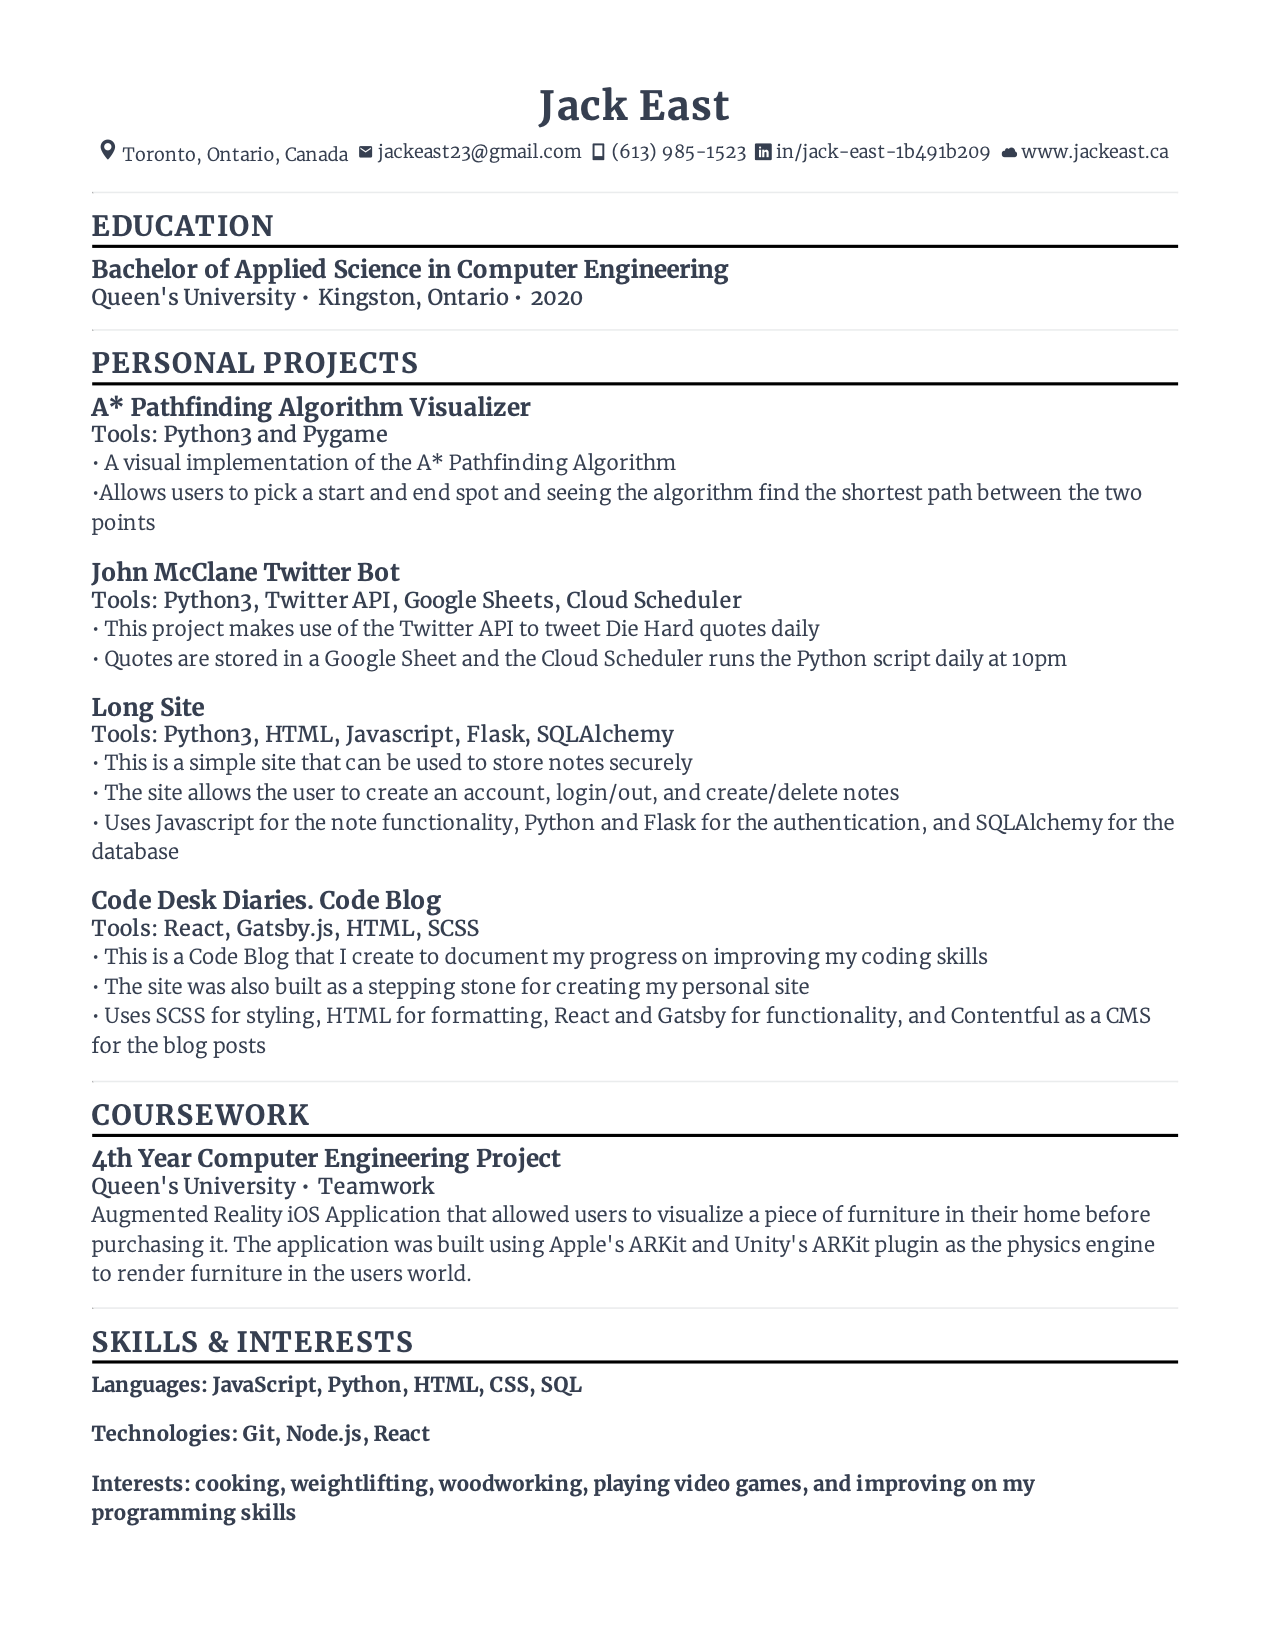 Jack East
Toronto, Ontario, Canada jackeast23@gmail.com (613) 985-1523 in/jack-east-1b491b209 www.jackeast.ca
EDUCATION
Bachelor of Applied Science in Computer Engineering
Queen's University · Kingston, Ontario · 2020
PERSONAL PROJECTS
A* Pathfinding Algorithm Visualizer
Tools: Python3 and Pygame
· A visual implementation of the A* Pathfinding Algorithm
·Allows users to pick a start and end spot and seeing the algorithm find the shortest path between the two
points
John McClane Twitter Bot
Tools: Python3, Twitter API, Google Sheets, Cloud Scheduler
· This project makes use of the Twitter API to tweet Die Hard quotes daily
· Quotes are stored in a Google Sheet and the Cloud Scheduler runs the Python script daily at 10pm
Long Site
Tools: Python3, HTML, Javascript, Flask, SQLAlchemy
· This is a simple site that can be used to store notes securely
· The site allows the user to create an account, login/out, and create/delete notes
· Uses Javascript for the note functionality, Python and Flask for the authentication, and SQLAlchemy for the
database
Code Desk Diaries. Code Blog
Tools: React, Gatsby.js, HTML, SCSS
· This is a Code Blog that I create to document my progress on improving my coding skills
· The site was also built as a stepping stone for creating my personal site
· Uses SCSS for styling, HTML for formatting, React and Gatsby for functionality, and Contentful as a CMS
for the blog posts
COURSEWORK
4th Year Computer Engineering Project
Queen's University · Teamwork
Augmented Reality iOS Application that allowed users to visualize a piece of furniture in their home before
purchasing it. The application was built using Apple's ARKit and Unity's ARKit plugin as the physics engine
to render furniture in the users world.
SKILLS & INTERESTS
Languages: JavaScript, Python, HTML, CSS, SQL
Technologies: Git, Node.js, React
Interests: cooking, weightlifting, woodworking, playing video games, and improving on my
programming skills